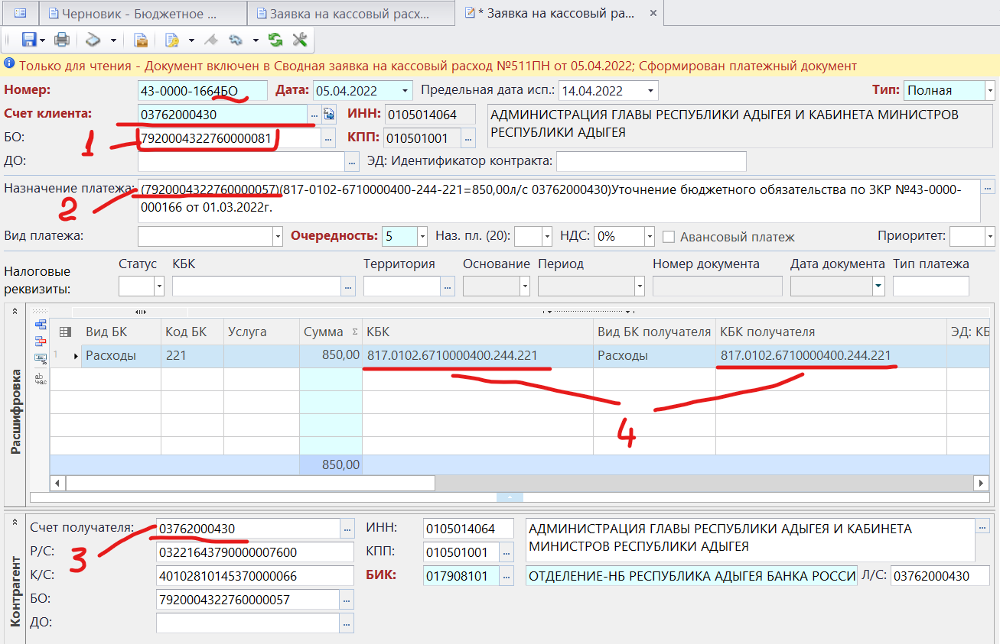 Черновик - Бюджетное ...
Заявка на кассовый расх...
* Заявка на кассовый ра...
Только для чтения - Документ включен в Сводная заявка на кассовый расход №511ПН от 05.04.2022; Сформирован платежный документ
Номер: 43-0000-1664БО Дата: 05.04.2022 Предельная дата исп.: 14.04.2022 Тип: Полная
Счет клиента: 03762000430 ... ИНН: 0105014064 АДМИНИСТРАЦИЯ ГЛАВЫ РЕСПУБЛИКИ АДЫГЕЯ И КАБИНЕТА МИНИСТРОВ
РЕСПУБЛИКИ АДЫГЕЯ
БО: 7920004322760000081 ... КПП: 010501001 ...
1
ДО: ... ЭД: Идентификатор контракта:
Назначение платежа: (7920004322760000057)(817-0102-6710000400-244-221=850,00л/с 03762000430)Уточнение бюджетного обязательства по ЗКР №43-0000- ...
000166 от 01.03.2022г.
2
Вид платежа: Очередность: 5 Наз. пл. (20): НДС: 0% Авансовый платеж Приоритет:
Налоговые
реквизиты:
Статус КБК Территория Основание Период Номер документа Дата документа Тип платежа
... ...
Расшифровка
Вид БК Код БК Услуга Сумма Σ КБК Вид БК получателя КБК получателя ЭД: КБ
1 Расходы 221 850,00 817.0102.6710000400.244.221 Расходы 817.0102.6710000400.244.221
4
850,00
Контрагент
Счет получателя: 03762000430 ... ИНН: 0105014064 АДМИНИСТРАЦИЯ ГЛАВЫ РЕСПУБЛИКИ АДЫГЕЯ И КАБИНЕТА ...
МИНИСТРОВ РЕСПУБЛИКИ АДЫГЕЯ
3
Р/С: 03221643790000007600 КПП: 010501001 ...
К/С: 40102810145370000066 БИК: 017908101 ... ОТДЕЛЕНИЕ-НБ РЕСПУБЛИКА АДЫГЕЯ БАНКА РОССИ Л/С: 03762000430
БО: 7920004322760000057 ...
ДО: ...